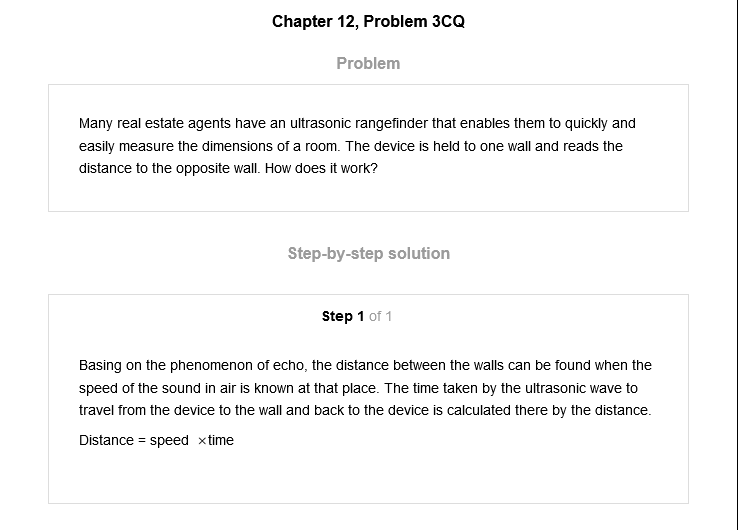 Chapter 12, Problem 3CQ
Problem
Many real estate agents have an ultrasonic rangefinder that enables them to quickly and
easily measure the dimensions of a room. The device is held to one wall and reads the
distance to the opposite wall. How does it work?
Step-by-step solution
Step 1 of 1
Basing on the phenomenon of echo, the distance between the walls can be found when the
speed of the sound in air is known at that place. The time taken by the ultrasonic wave to
travel from the device to the wall and back to the device is calculated there by the distance.
Distance = speed ×time